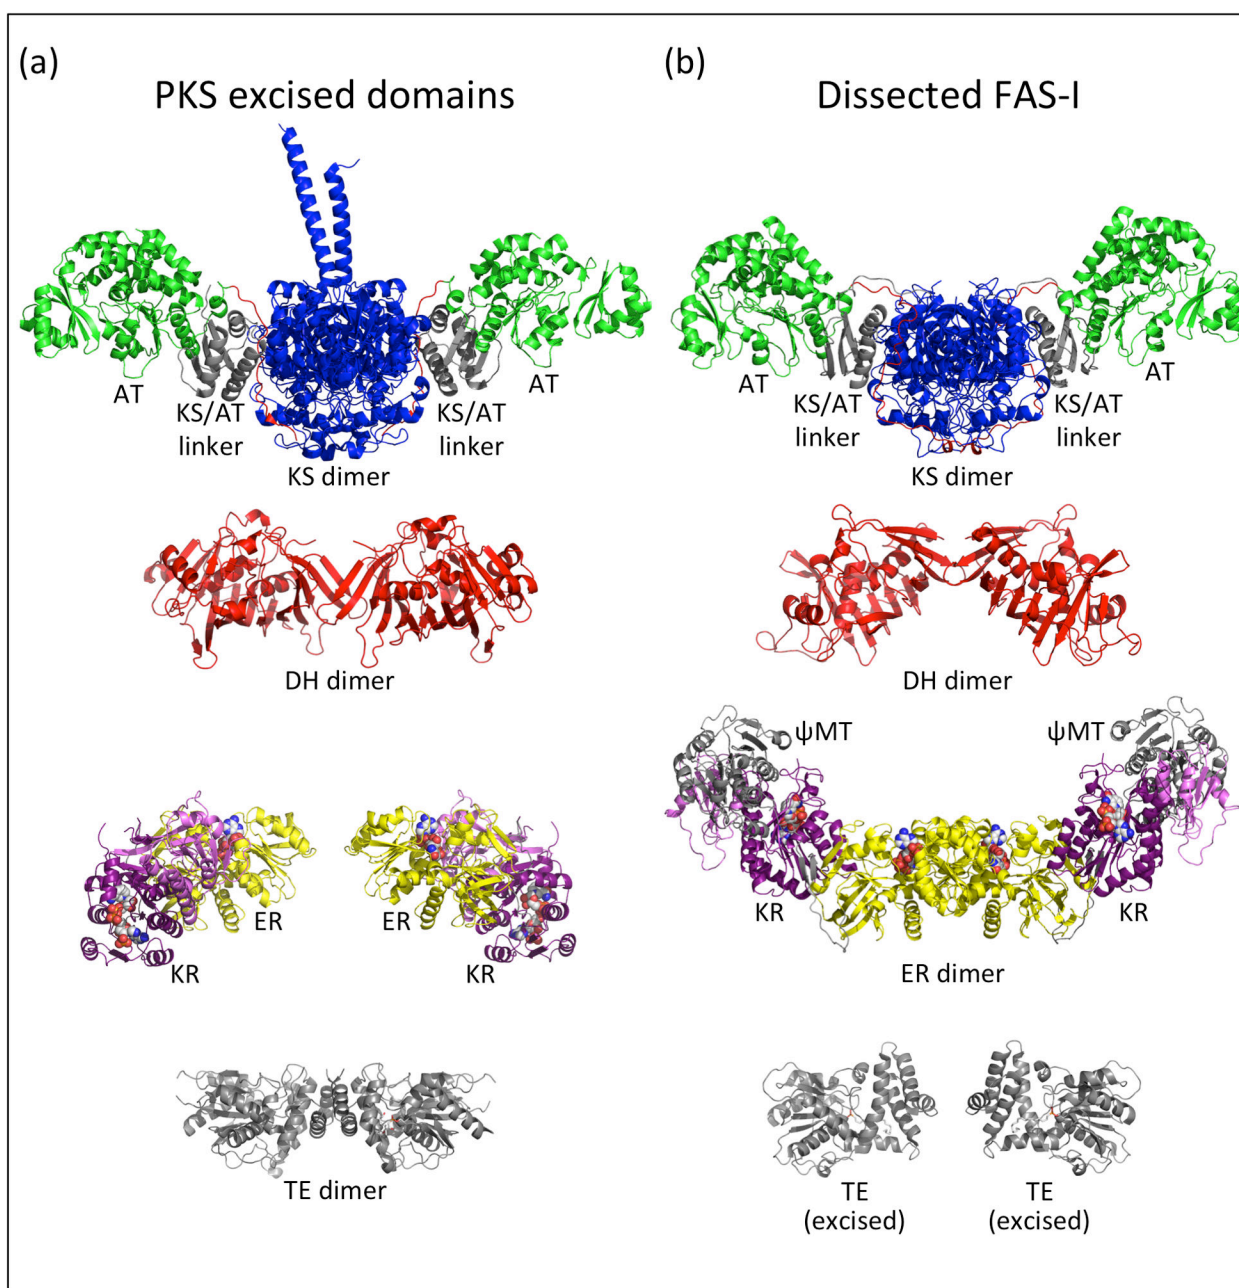 (a)
PKS excised domains
AT
KS/AT
linker
KS/AT
linker
AT
KS dimer
DH dimer
ER
ER
KR
KR
TE dimer
(b)
Dissected FAS-I
AT
KS/AT
linker
KS/AT
linker
AT
KS dimer
DH dimer
ψMT
ψMT
KR
KR
ER dimer
TE
(excised)
TE
(excised)